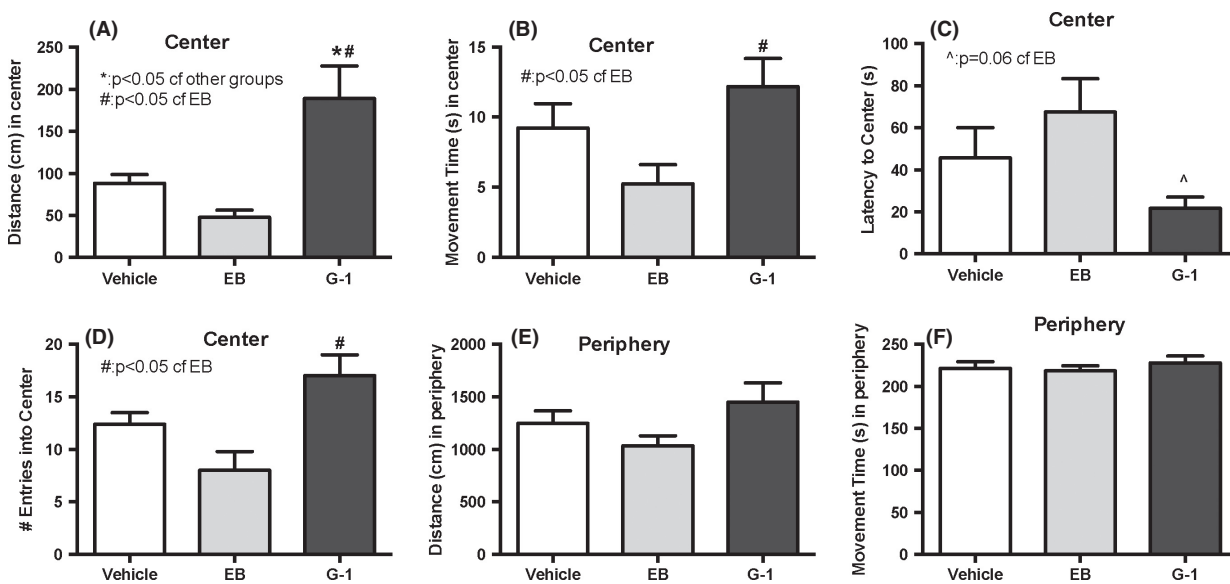 (A)
Center
*:p<0.05 cf other groups
#:p<0.05 cf EB
*#
Distance (cm) in center
250
200
150
100
50
0
Vehicle EB G-1
(B)
Center
#:p<0.05 cf EB
#
Movement Time (s) in center
15
10
5
0
Vehicle EB G-1
(C)
Center
^:p=0.06 cf EB
^
Latency to Center (s)
100
80
60
40
20
0
Vehicle EB G-1
(D)
Center
#:p<0.05 cf EB
#
# Entries into Center
20
15
10
5
0
Vehicle EB G-1
(E)
Periphery
Distance (cm) in periphery
2000
1500
1000
500
0
Vehicle EB G-1
(F)
Periphery
Movement Time (s) in periphery
250
200
150
100
50
0
Vehicle EB G-1